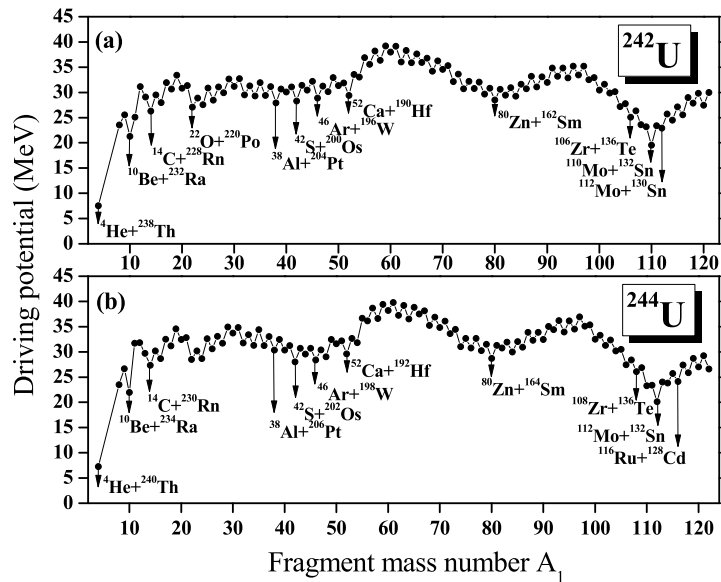 Driving potential (MeV)
(a)
²⁴²U
45
40
35
30
25
20
15
10
5
0
⁴He+²³⁸Th
¹⁰Be+²³²Ra
¹⁴C+²²⁸Rn
²²O+²²⁰Po
³⁸Al+²⁰⁴Pt
⁴²S+²⁰⁰Os
⁴⁶Ar+¹⁹⁶W
⁵²Ca+¹⁹⁰Hf
⁸⁰Zn+¹⁶²Sm
¹⁰⁶Zr+¹³⁶Te
¹¹⁰Mo+¹³²Sn
¹¹²Mo+¹³⁰Sn
10 20 30 40 50 60 70 80 90 100 110 120
(b)
²⁴⁴U
45
40
35
30
25
20
15
10
5
0
⁴He+²⁴⁰Th
¹⁰Be+²³⁴Ra
¹⁴C+²³⁰Rn
³⁸Al+²⁰⁶Pt
⁴²S+²⁰²Os
⁴⁶Ar+¹⁹⁸W
⁵²Ca+¹⁹²Hf
⁸⁰Zn+¹⁶⁴Sm
¹⁰⁸Zr+¹³⁶Te
¹¹²Mo+¹³²Sn
¹¹⁶Ru+¹²⁸Cd
10 20 30 40 50 60 70 80 90 100 110 120
Fragment mass number A₁